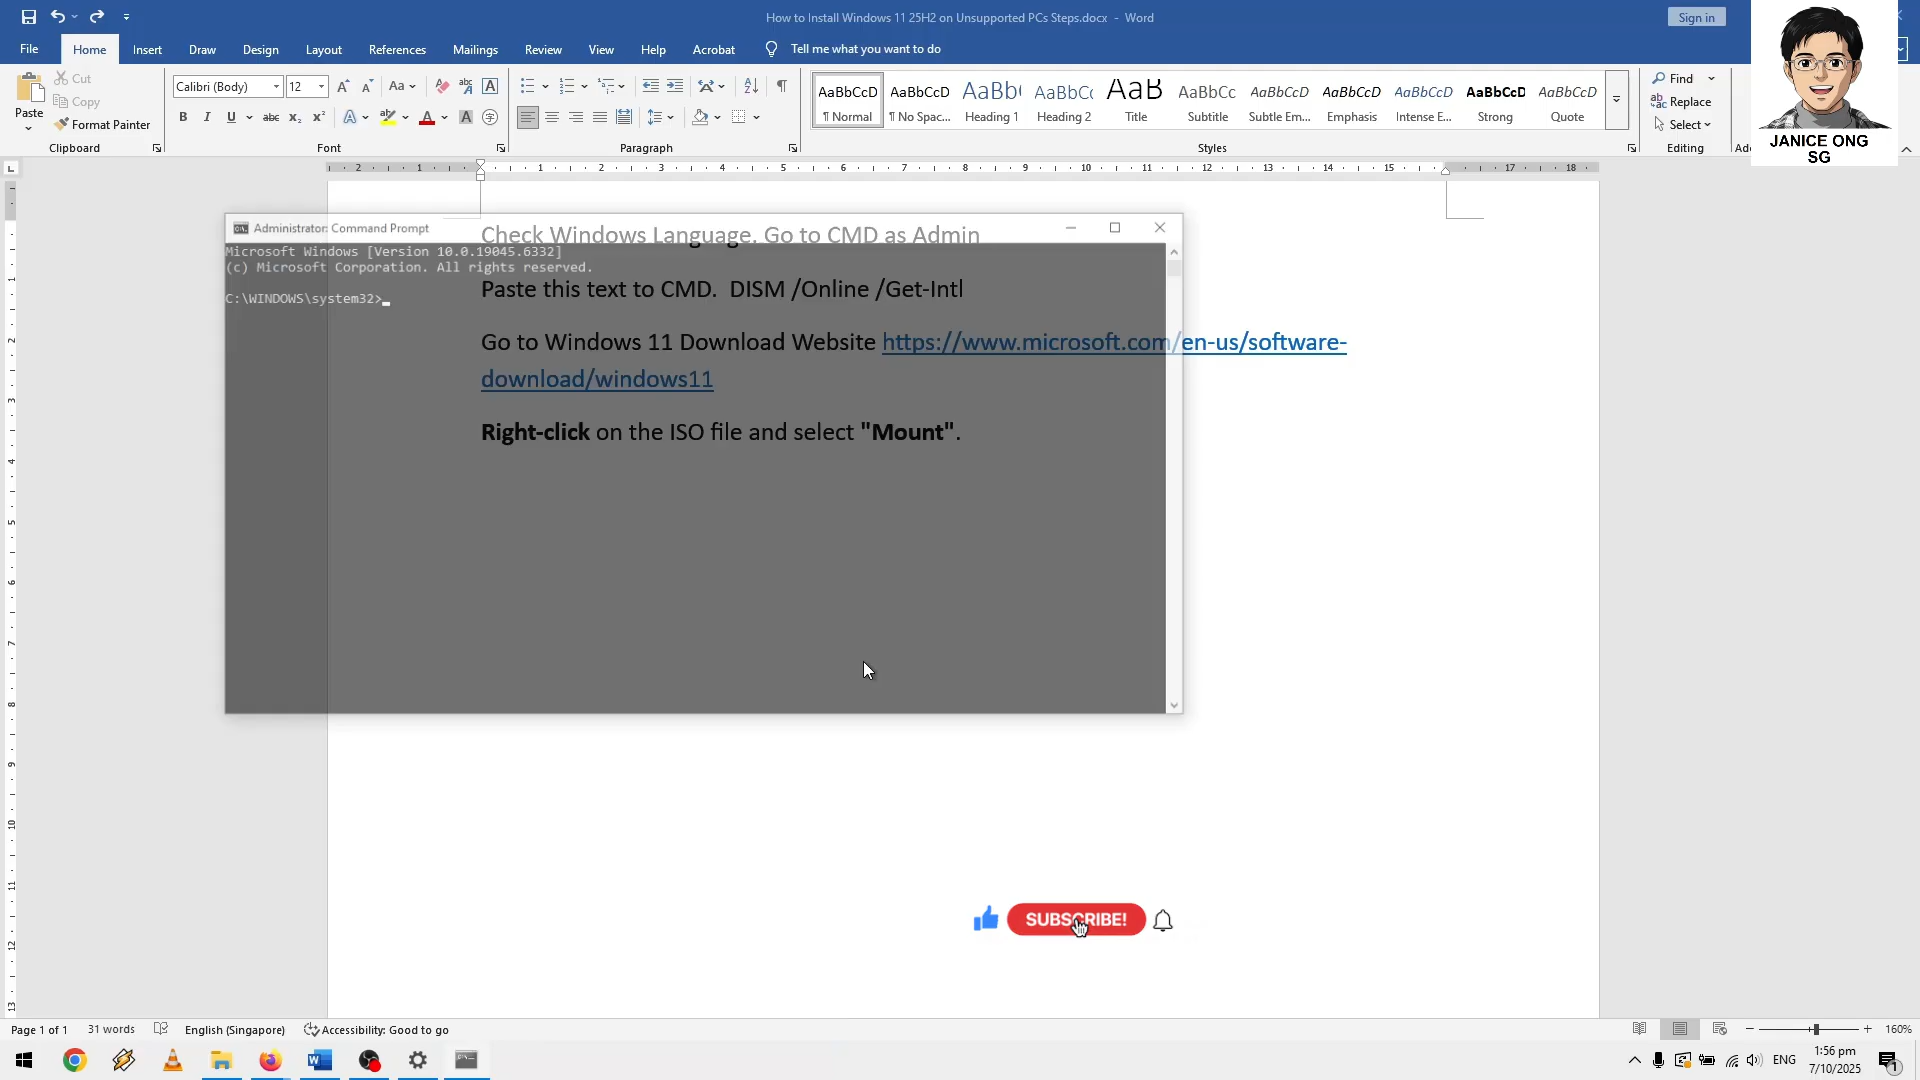 How to Install Windows 11 25H2 on Unsupported PCs Steps.docx - Word
Sign in
File Home Insert Draw Design Layout References Mailings Review View Help Acrobat Tell me what you want to do
Paste
Cut
Copy
Format Painter
Clipboard
Calibri (Body) 12
Font
Paragraph
AaBbCcD AaBbCcD AaBb( AaBbCc AaB AaBbCc AaBbCcD AaBbCcD AaBbCcD AaBbCcD AaBbCcD
¶ Normal ¶ No Spac... Heading 1 Heading 2 Title Subtitle Subtle Em... Emphasis Intense E... Strong Quote
Styles
Find
Replace
Select
Editing
JANICE ONG
SG
Administrator: Command Prompt
Microsoft Windows [Version 10.0.19045.6332]
(c) Microsoft Corporation. All rights reserved.
C:\WINDOWS\system32>
Check Windows Language. Go to CMD as Admin
Paste this text to CMD.  DISM /Online /Get-Intl
Go to Windows 11 Download Website https://www.microsoft.com/en-us/software-
download/windows11
Right-click on the ISO file and select "Mount".
SUBSCRIBE!
Page 1 of 1 31 words English (Singapore) Accessibility: Good to go 160%
ENG
1:56 pm
7/10/2025